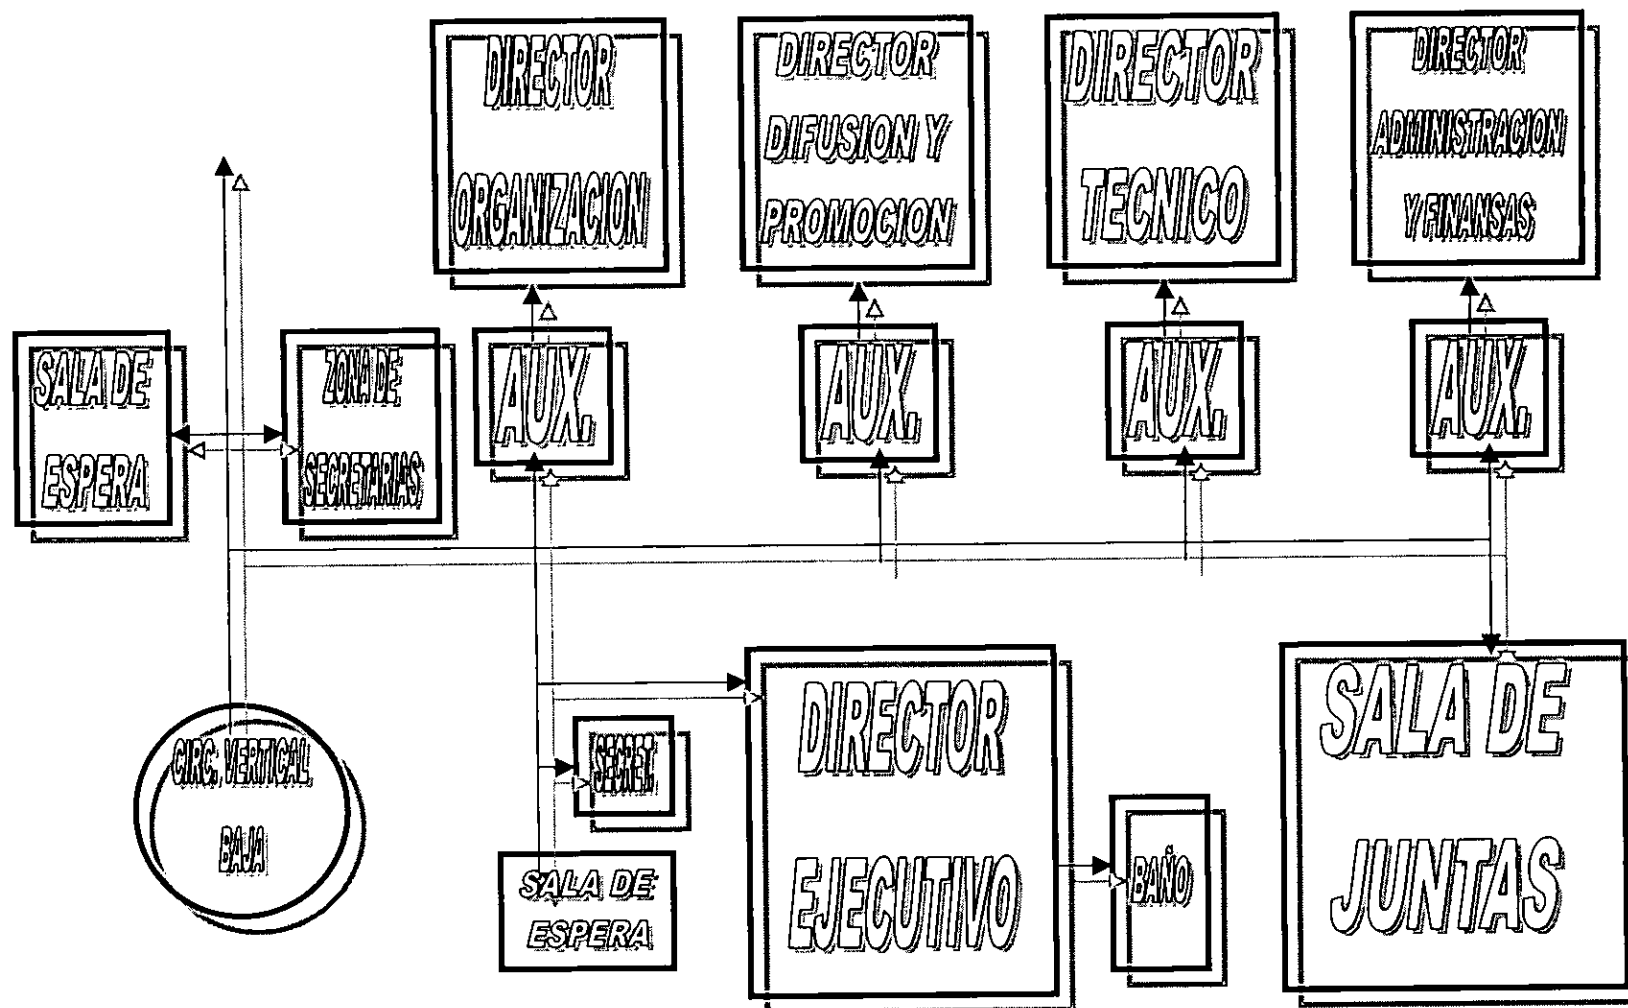 DIRECTOR
ORGANIZACION
DIRECTOR
DIFUSION Y
PROMOCION
DIRECTOR
TECNICO
DIRECTOR
ADMINISTRACION
Y FINANSAS
SALA DE
ESPERA
ZONA DE
SECRETARIAS
AUX.
AUX.
AUX.
AUX.
CIRC. VERTICAL
BAJA
SECRET.
SALA DE
ESPERA
DIRECTOR
EJECUTIVO
BAÑO
SALA DE
JUNTAS